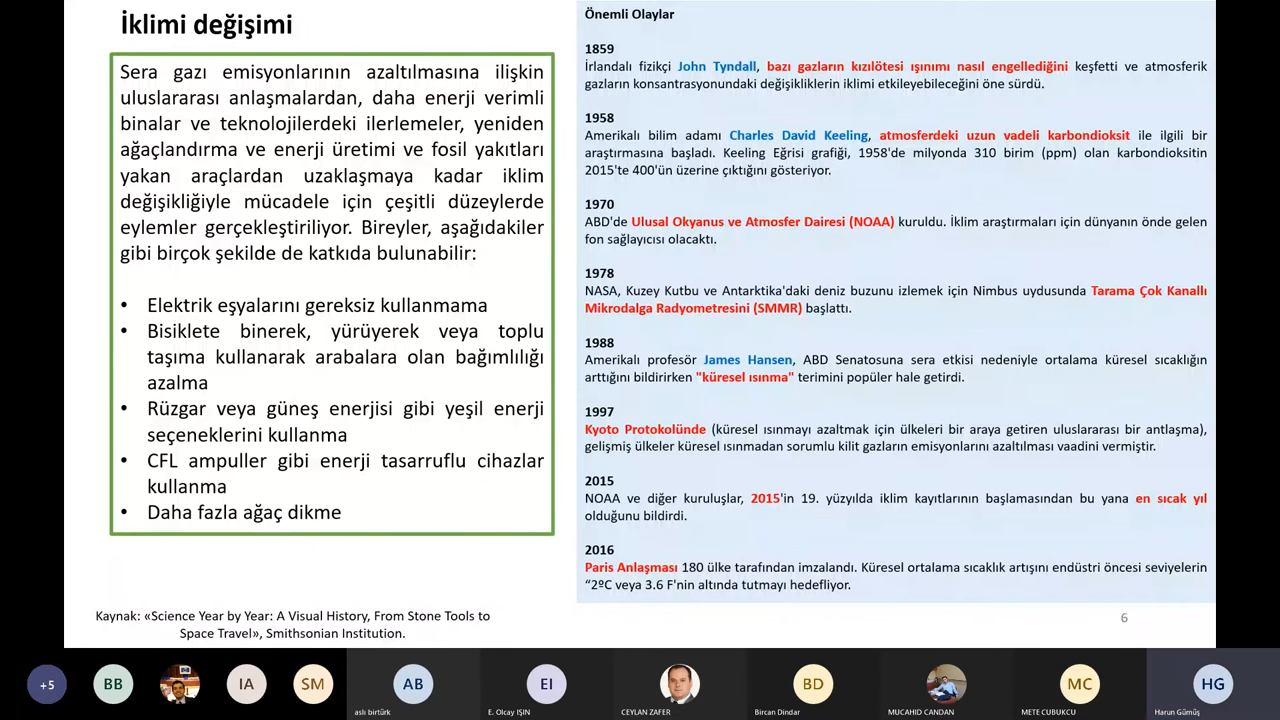 İklimi değişimi
Sera gazı emisyonlarının azaltılmasına ilişkin
uluslararası anlaşmalardan, daha enerji verimli
binalar ve teknolojilerdeki ilerlemeler, yeniden
ağaçlandırma ve enerji üretimi ve fosil yakıtları
yakan araçlardan uzaklaşmaya kadar iklim
değişikliğiyle mücadele için çeşitli düzeylerde
eylemler gerçekleştiriliyor. Bireyler, aşağıdakiler
gibi birçok şekilde de katkıda bulunabilir:
• Elektrik eşyalarını gereksiz kullanmama
• Bisiklete binerek, yürüyerek veya toplu
taşıma kullanarak arabalara olan bağımlılığı
azalma
• Rüzgar veya güneş enerjisi gibi yeşil enerji
seçeneklerini kullanma
• CFL ampuller gibi enerji tasarruflu cihazlar
kullanma
• Daha fazla ağaç dikme
Kaynak: «Science Year by Year: A Visual History, From Stone Tools to
Space Travel», Smithsonian Institution.
Önemli Olaylar
1859
İrlandalı fizikçi John Tyndall, bazı gazların kızılötesi ışınımı nasıl engellediğini keşfetti ve atmosferik
gazların konsantrasyonundaki değişikliklerin iklimi etkileyebileceğini öne sürdü.
1958
Amerikalı bilim adamı Charles David Keeling, atmosferdeki uzun vadeli karbondioksit ile ilgili bir
araştırmasına başladı. Keeling Eğrisi grafiği, 1958'de milyonda 310 birim (ppm) olan karbondioksitin
2015'te 400'ün üzerine çıktığını gösteriyor.
1970
ABD'de Ulusal Okyanus ve Atmosfer Dairesi (NOAA) kuruldu. İklim araştırmaları için dünyanın önde gelen
fon sağlayıcısı olacaktı.
1978
NASA, Kuzey Kutbu ve Antarktika'daki deniz buzunu izlemek için Nimbus uydusunda Tarama Çok Kanallı
Mikrodalga Radyometresini (SMMR) başlattı.
1988
Amerikalı profesör James Hansen, ABD Senatosuna sera etkisi nedeniyle ortalama küresel sıcaklığın
arttığını bildirirken "küresel ısınma" terimini popüler hale getirdi.
1997
Kyoto Protokolünde (küresel ısınmayı azaltmak için ülkeleri bir araya getiren uluslararası bir antlaşma),
gelişmiş ülkeler küresel ısınmadan sorumlu kilit gazların emisyonlarını azaltılması vaadini vermiştir.
2015
NOAA ve diğer kuruluşlar, 2015'in 19. yüzyılda iklim kayıtlarının başlamasından bu yana en sıcak yıl
olduğunu bildirdi.
2016
Paris Anlaşması 180 ülke tarafından imzalandı. Küresel ortalama sıcaklık artışını endüstri öncesi seviyelerin
“2ºC veya 3.6 F'nin altında tutmayı hedefliyor.
6
+5
BB
IA
SM
AB
EI
BD
MC
HG
aslı birtürk
E. Olcay IŞIN
CEYLAN ZAFER
Bircan Dindar
MUCAHID CANDAN
METE CUBUKCU
Harun Gümüş